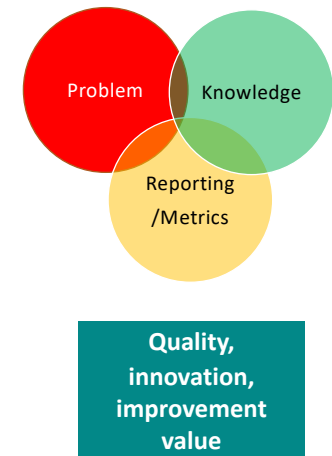 Problem
Knowledge
Reporting
/Metrics
Quality,
innovation,
improvement
value